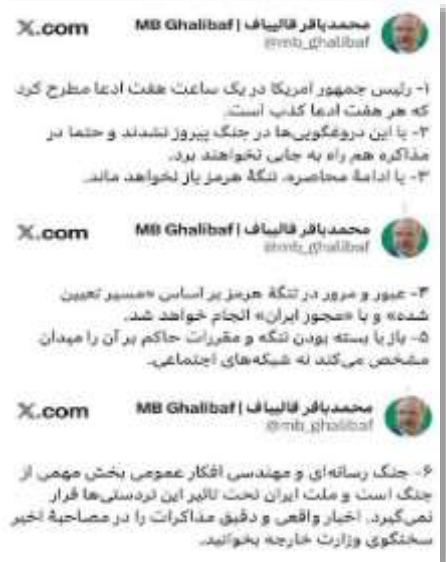 محمدباقر قالیباف | MB Ghalibaf
X.com
@mb_ghalibaf
۱- رئیس جمهور امریکا در یک ساعت هفت ادعا مطرح کرد
که هر هفت ادعا کذب است.
۲- با این دروغگویی‌ها در جنگ پیروز نشدند و حتما در
مذاکره هم راه به جایی نخواهند برد.
۳- با ادامهٔ محاصره، تنگهٔ هرمز باز نخواهد ماند.
محمدباقر قالیباف | MB Ghalibaf
X.com
@mb_ghalibaf
۴- عبور و مرور در تنگهٔ هرمز بر اساس «مسیر تعیین
شده» و با «مجوز ایران» انجام خواهد شد.
۵- باز یا بسته بودن تنگه و مقررات حاکم بر آن را میدان
مشخص می‌کند نه شبکه‌های اجتماعی.
محمدباقر قالیباف | MB Ghalibaf
X.com
@mb_ghalibaf
۶- جنگ رسانه‌ای و مهندسی افکار عمومی بخش مهمی از
جنگ است و ملت ایران تحت تاثیر این تردستی‌ها قرار
نمی‌گیرد. اخبار واقعی و دقیق مذاکرات را در مصاحبهٔ اخیر
سخنگوی وزارت خارجه بخوانید.